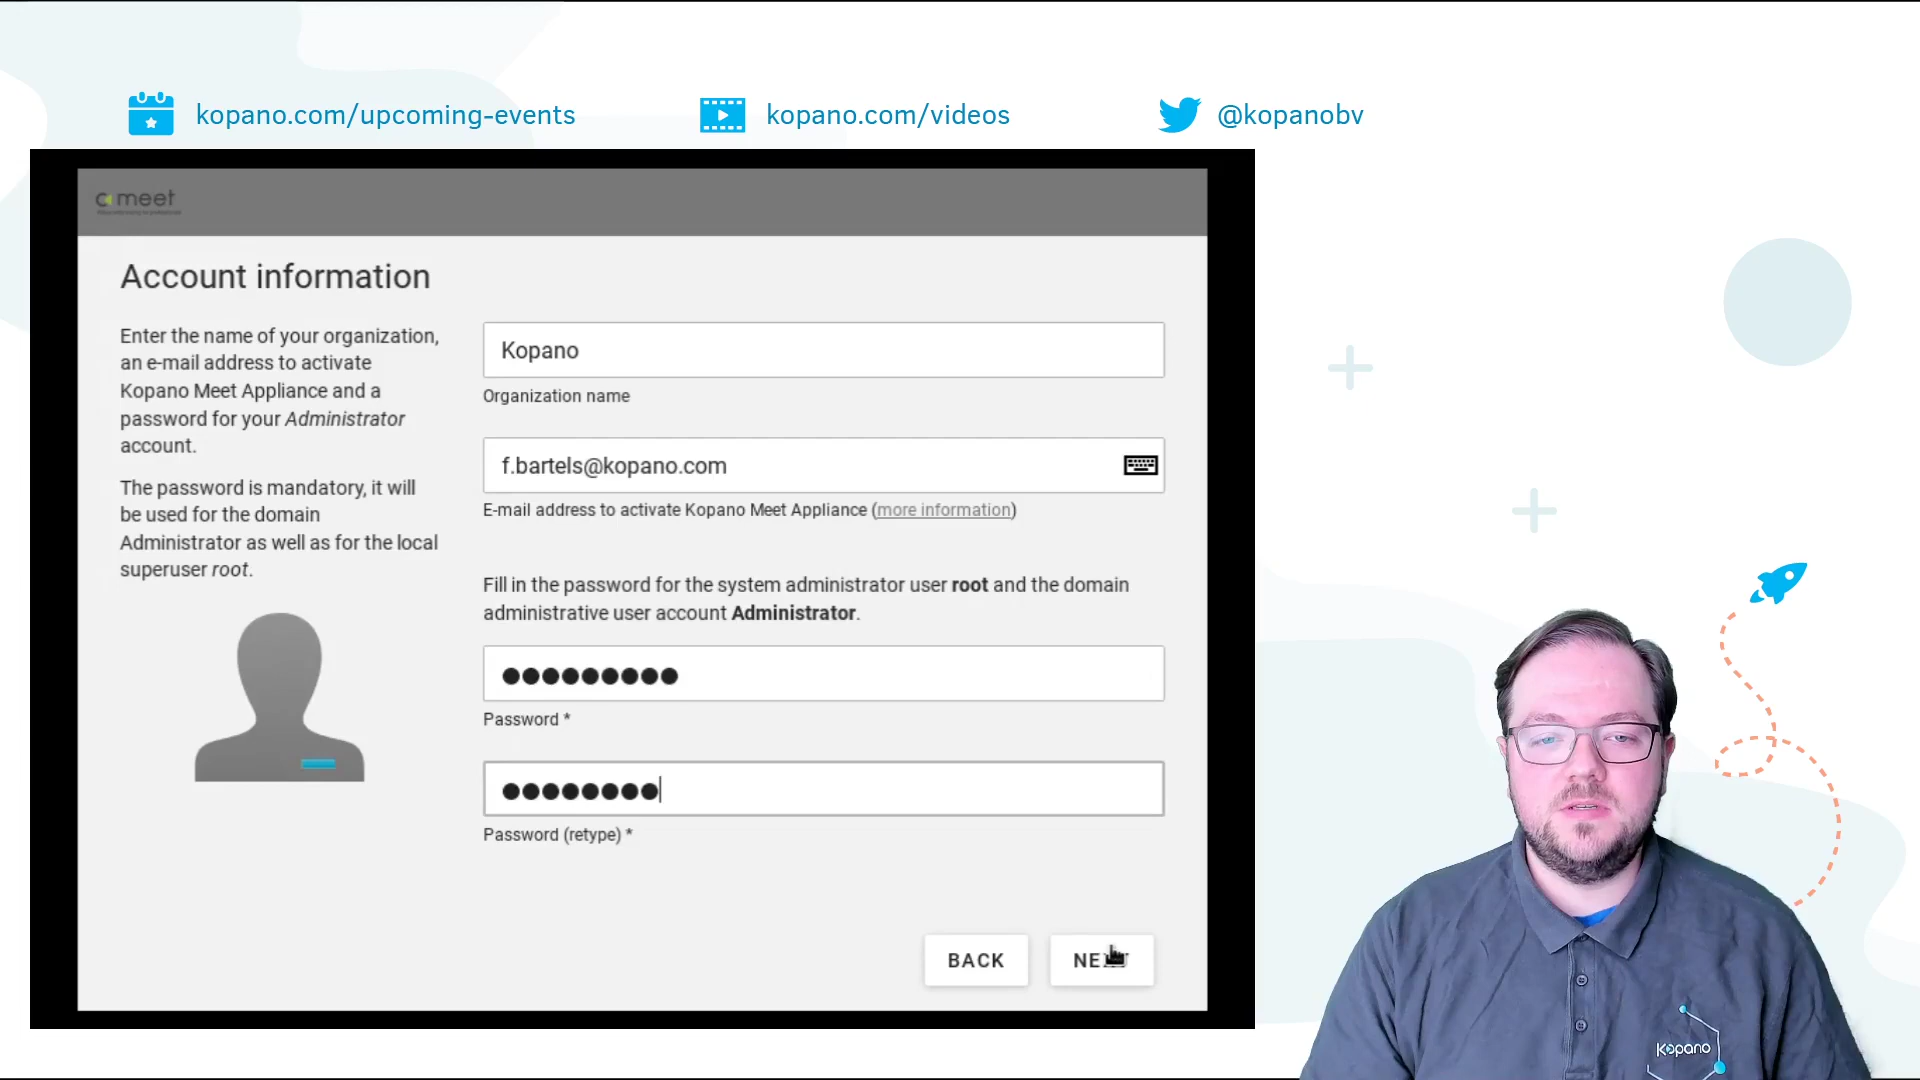 kopano.com/upcoming-events
kopano.com/videos
@kopanobv
meet
Account information
Enter the name of your organization,
an e-mail address to activate
Kopano Meet Appliance and a
password for your Administrator
account.
The password is mandatory, it will
be used for the domain
Administrator as well as for the local
superuser root.
Kopano
Organization name
f.bartels@kopano.com
E-mail address to activate Kopano Meet Appliance (more information)
Fill in the password for the system administrator user root and the domain
administrative user account Administrator.
●●●●●●●●●
Password *
●●●●●●●●
Password (retype) *
BACK
Kopano